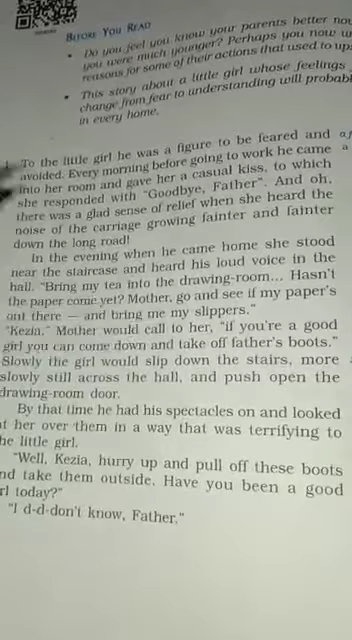 BEFORE YOU READ
• Do you feel you know your parents better now
you were much younger? Perhaps you now
reasons for some of their actions that used to
• This story about a little girl whose feelings
change from fear to understanding will
in every home.
1. To the little girl he was a figure to be feared and
avoided. Every morning before going to work he came
into her room and gave her a casual kiss, to which
she responded with “Goodbye, Father”. And oh,
there was a glad sense of relief when she heard the
noise of the carriage growing fainter and fainter
down the long road!
In the evening when he came home she stood
near the staircase and heard his loud voice in the
hall. “Bring my tea into the drawing-room... Hasn't
the paper come yet? Mother, go and see if my paper's
out there — and bring me my slippers.”
“Kezia,” Mother would call to her, “if you're a good
girl you can come down and take off father's boots.”
Slowly the girl would slip down the stairs, more
slowly still across the hall, and push open the
drawing-room door.
By that time he had his spectacles on and looked
at her over them in a way that was terrifying to
the little girl.
“Well, Kezia, hurry up and pull off these boots
and take them outside. Have you been a good
girl today?”
“I d-d-don't know, Father.”